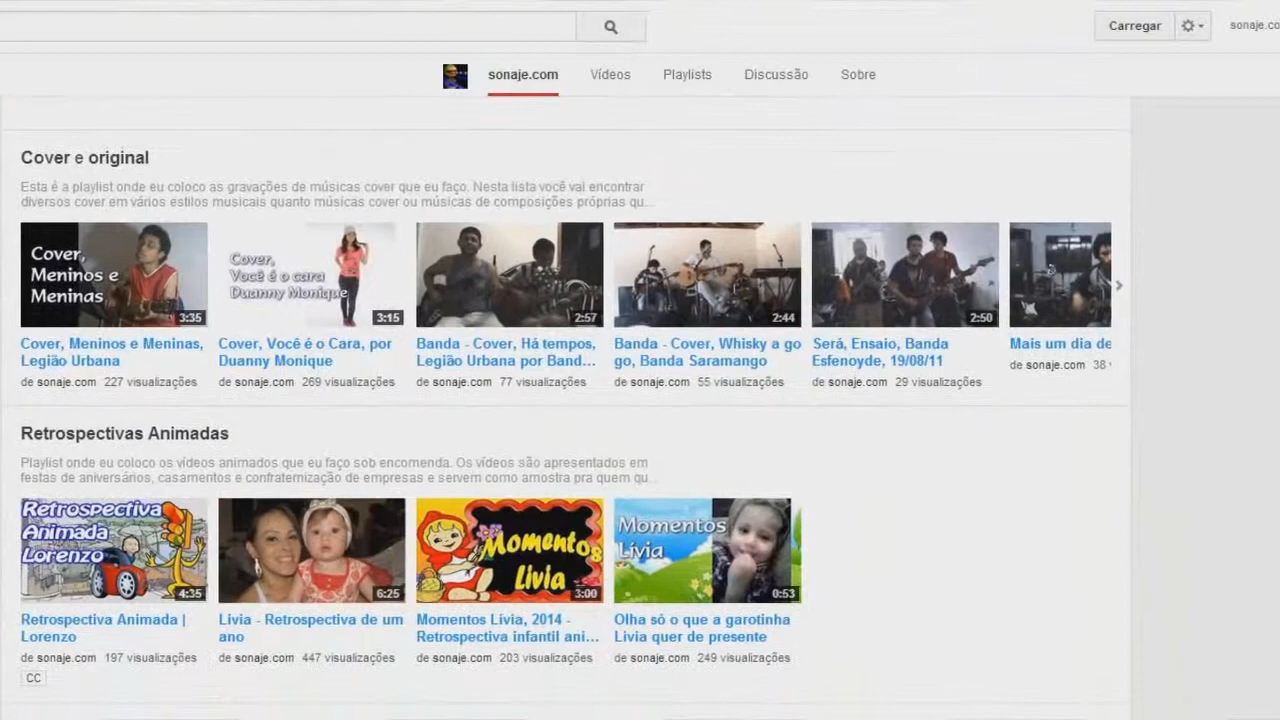 Carregar
sonaje.co
sonaje.com Vídeos Playlists Discussão Sobre
Cover e original
Esta é a playlist onde eu coloco as gravações de músicas cover que eu faço. Nesta lista você vai encontrar
diversos cover em vários estilos musicais quanto músicas cover ou músicas de composições próprias qu...
Cover,
Meninos e
Meninas
3:35
Cover, Meninos e Meninas,
Legião Urbana
de sonaje.com 227 visualizações
Cover,
Você é o cara
Duanny Monique
3:15
Cover, Você é o Cara, por
Duanny Monique
de sonaje.com 269 visualizações
2:57
Banda - Cover, Há tempos,
Legião Urbana por Band...
de sonaje.com 77 visualizações
2:44
Banda - Cover, Whisky a go
go, Banda Saramango
de sonaje.com 55 visualizações
2:50
Será, Ensaio, Banda
Esfenoyde, 19/08/11
de sonaje.com 29 visualizações
Mais um dia de
de sonaje.com 38
Retrospectivas Animadas
Playlist onde eu coloco os vídeos animados que eu faço sob encomenda. Os vídeos são apresentados em
festas de aniversários, casamentos e confraternização de empresas e servem como amostra pra quem qu...
Retrospectiva
Animada
Lorenzo
4:35
Retrospectiva Animada |
Lorenzo
de sonaje.com 197 visualizações
CC
6:25
Lívia - Retrospectiva de um
ano
de sonaje.com 447 visualizações
Momentos
Livia
3:00
Momentos Lívia, 2014 -
Retrospectiva infantil ani...
de sonaje.com 203 visualizações
Momentos
Lívia
0:53
Olha só o que a garotinha
Livia quer de presente
de sonaje.com 249 visualizações